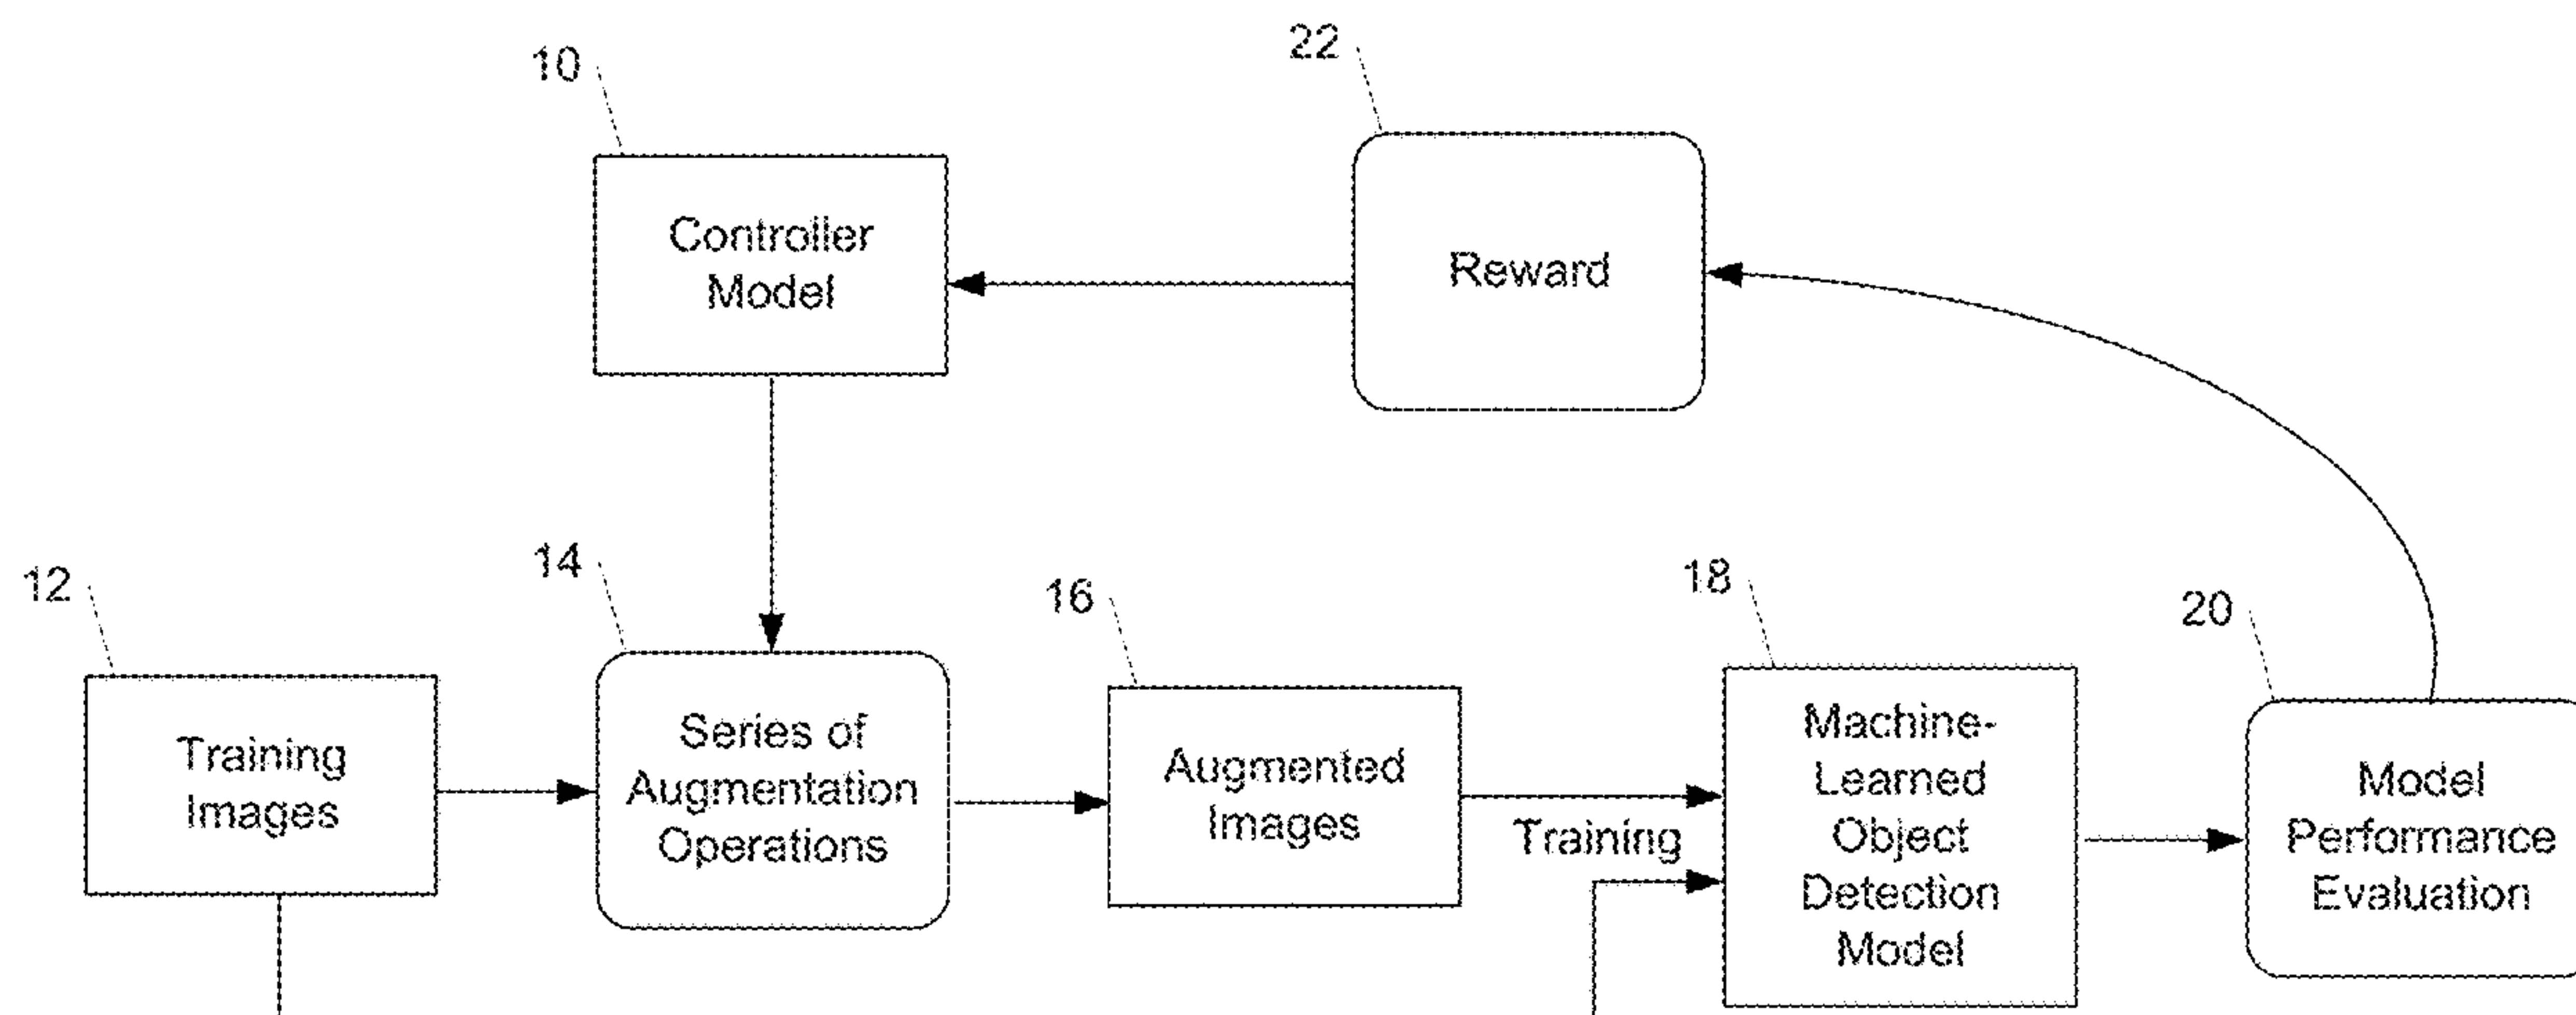 10
22
Controller
Model
Reward
12
14
16
18
20
Training
Images
Series of
Augmentation
Operations
Augmented
Images
Training
Machine-
Learned
Object
Detection
Model
Model
Performance
Evaluation